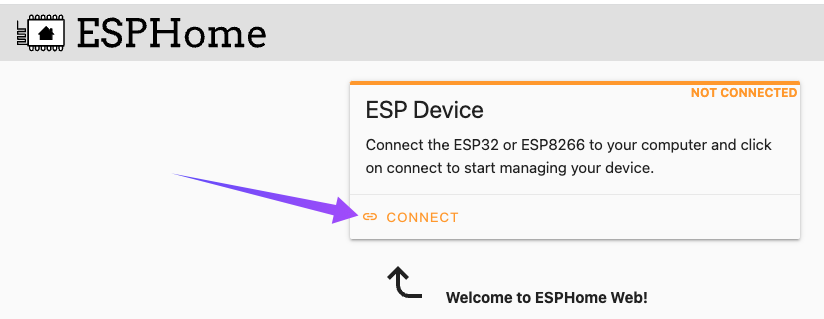 ESPHome
NOT CONNECTED
ESP Device
Connect the ESP32 or ESP8266 to your computer and click
on connect to start managing your device.
CONNECT
Welcome to ESPHome Web!